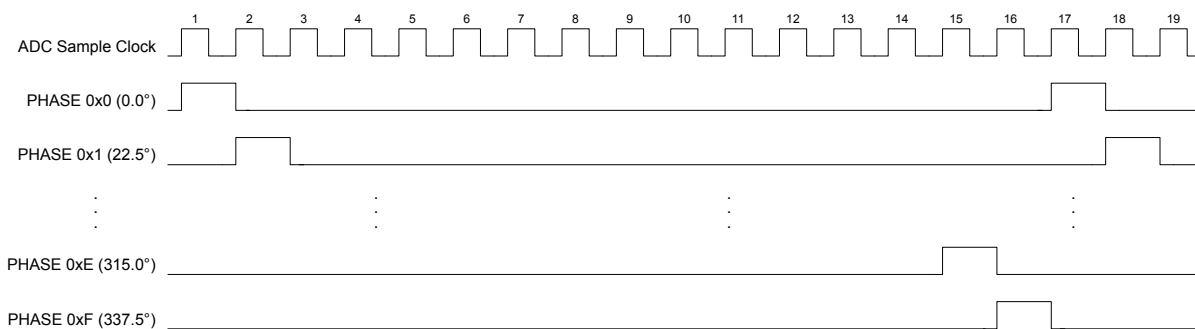 1 2 3 4 5 6 7 8 9 10 11 12 13 14 15 16 17 18 19
ADC Sample Clock
PHASE 0x0 (0.0°)
PHASE 0x1 (22.5°)
PHASE 0xE (315.0°)
PHASE 0xF (337.5°)